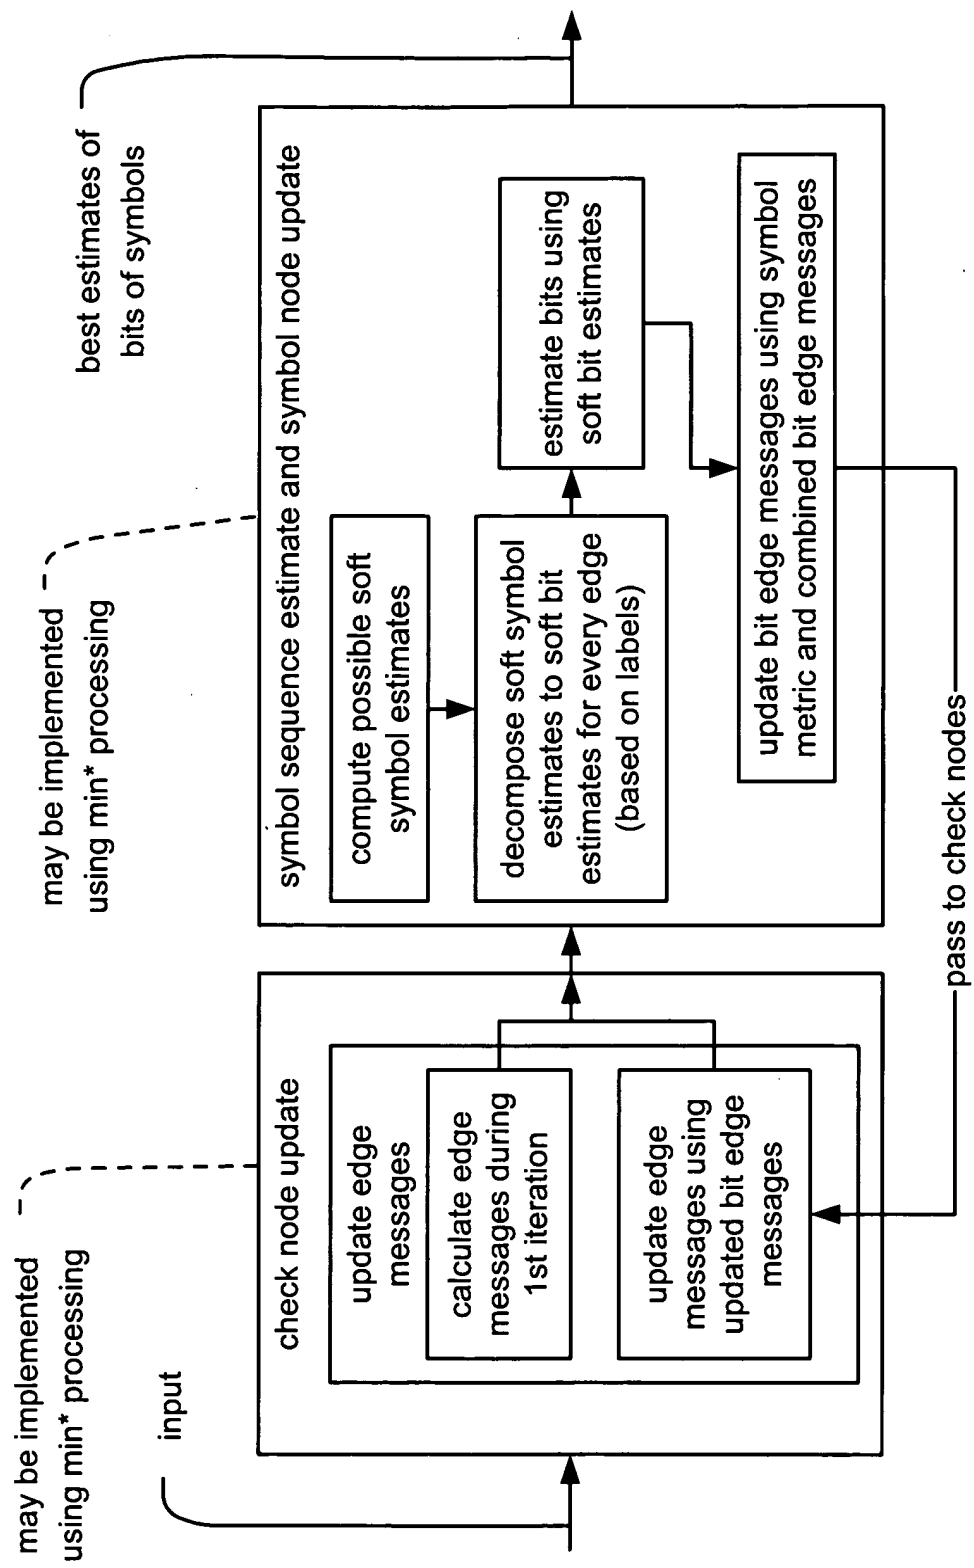 may be implemented
using min* processing
may be implemented
using min* processing
best estimates of
bits of symbols
input
check node update
update edge
messages
calculate edge
messages during
1st iteration
update edge
messages using
updated bit edge
messages
symbol sequence estimate and symbol node update
compute possible soft
symbol estimates
decompose soft symbol
estimates to soft bit
estimates for every edge
(based on labels)
estimate bits using
soft bit estimates
update bit edge messages using symbol
metric and combined bit edge messages
pass to check nodes